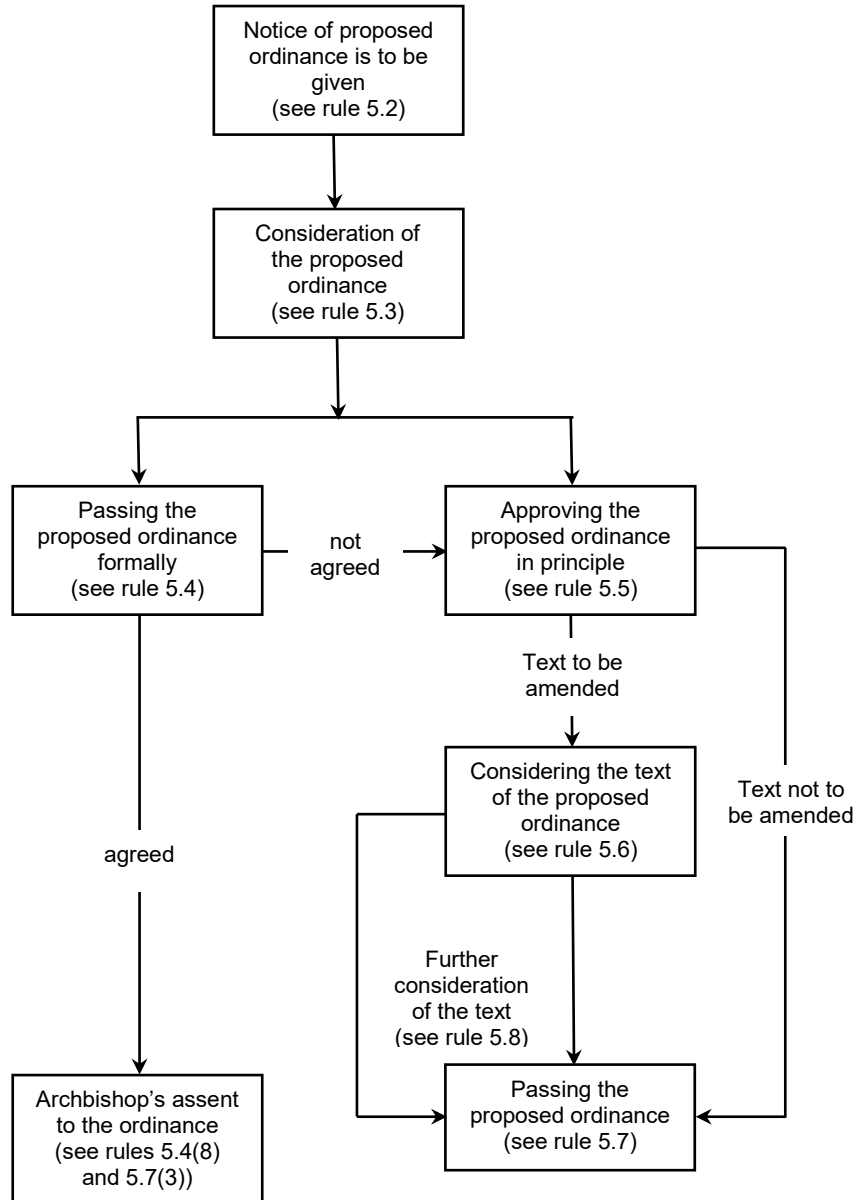 Notice of proposed
ordinance is to be
given
(see rule 5.2)
Consideration of
the proposed
ordinance
(see rule 5.3)
Passing the
proposed ordinance
formally
(see rule 5.4)
not
agreed
Approving the
proposed ordinance
in principle
(see rule 5.5)
Text to be
amended
Considering the text
of the proposed
ordinance
(see rule 5.6)
Text not to
be amended
agreed
Further
consideration
of the text
(see rule 5.8)
Archbishop’s assent
to the ordinance
(see rules 5.4(8)
and 5.7(3))
Passing the
proposed ordinance
(see rule 5.7)